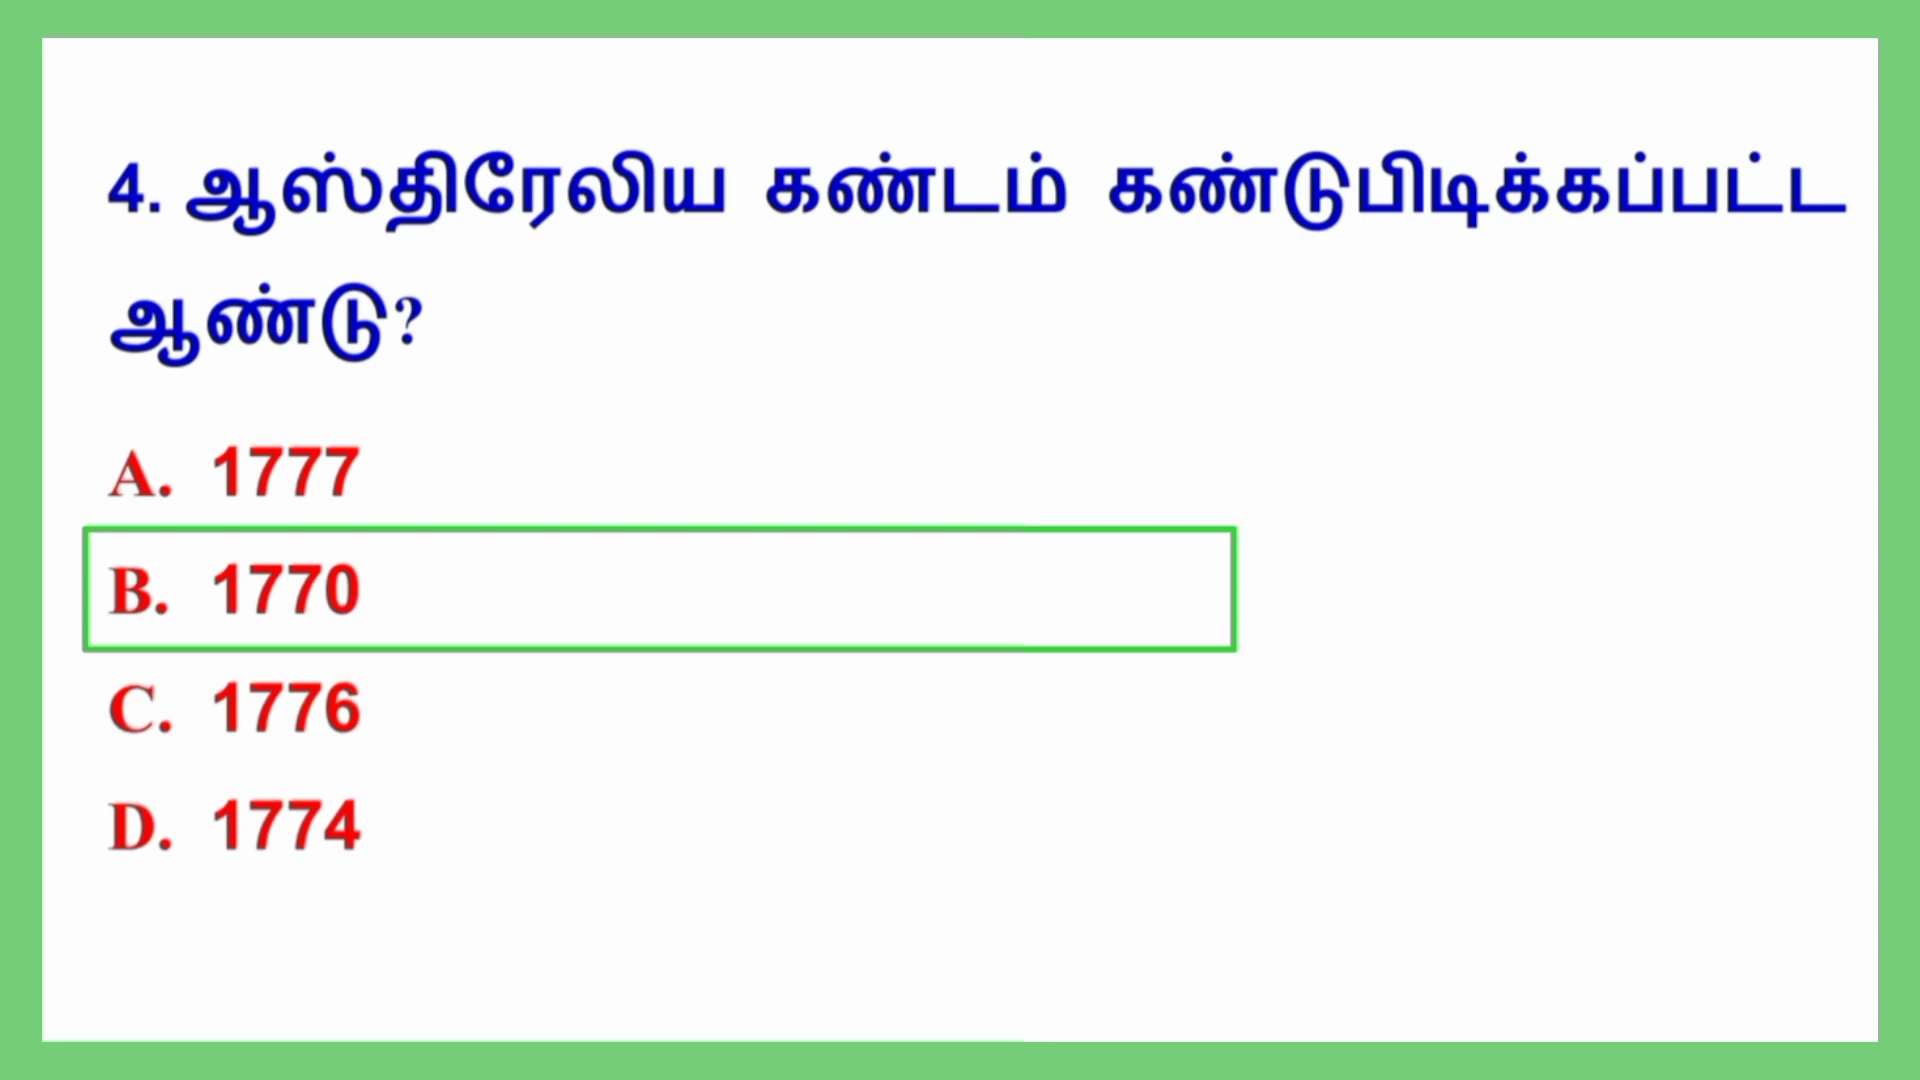 4. ஆஸ்திரேலிய கண்டம் கண்டுபிடிக்கப்பட்ட
ஆண்டு?
A. 1777
B. 1770
C. 1776
D. 1774